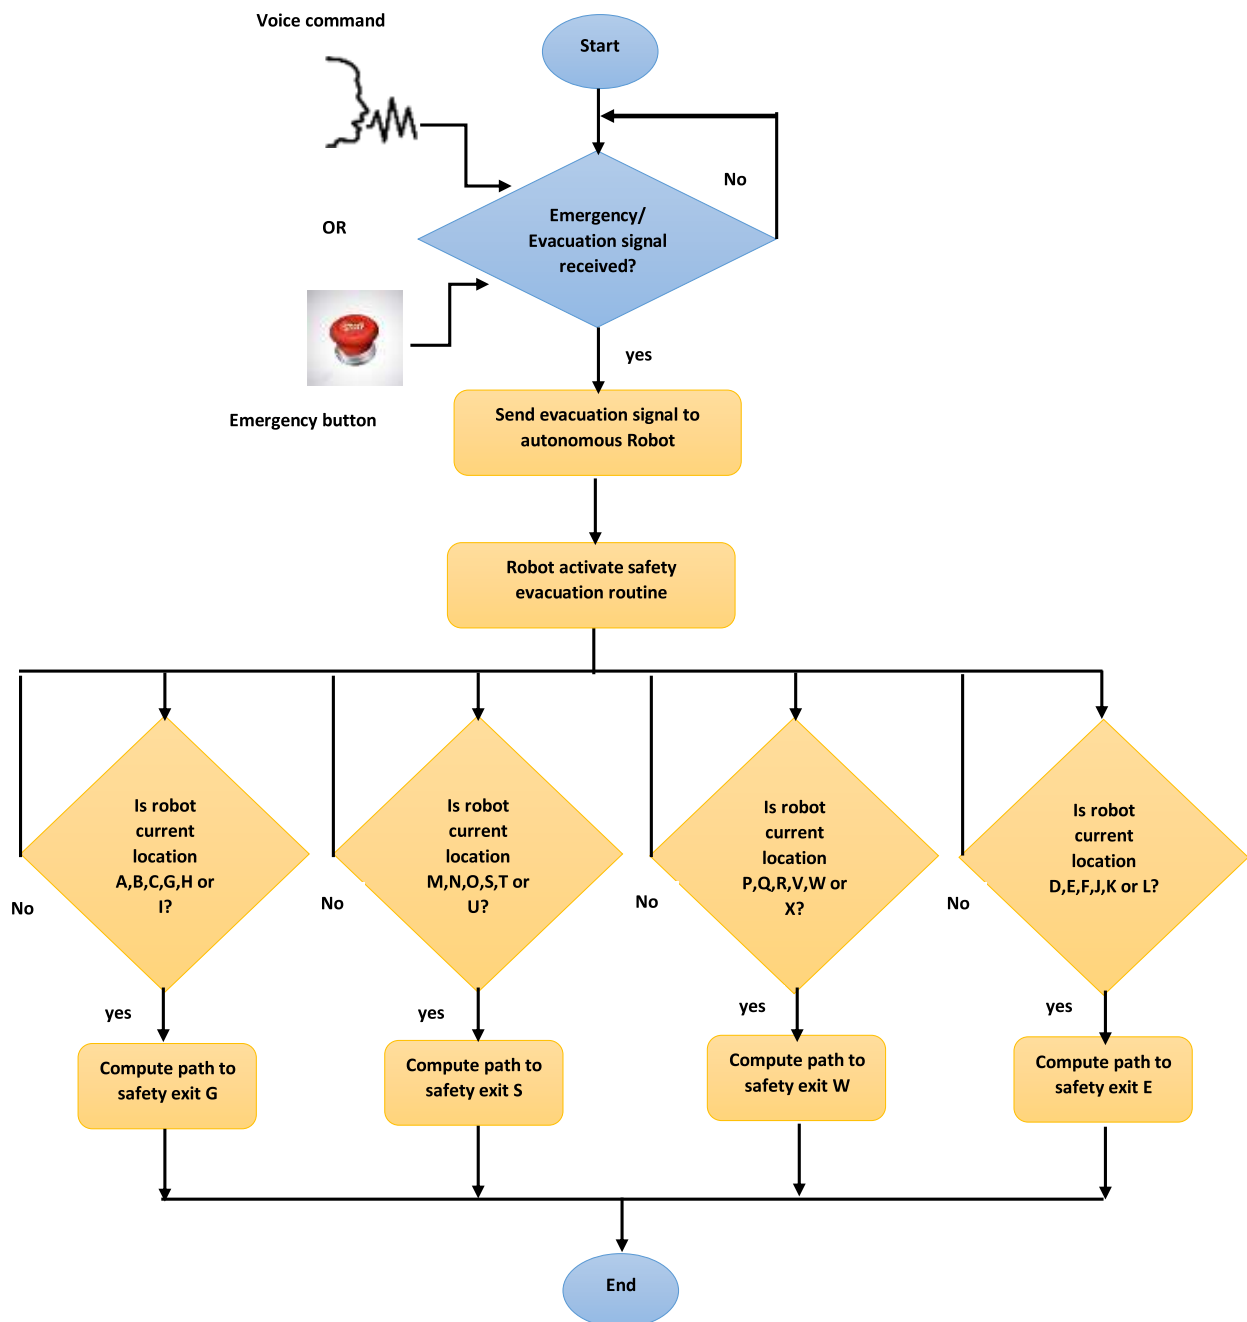 Voice command
Start
No
Emergency/
Evacuation signal
received?
OR
yes
Emergency button
Send evacuation signal to
autonomous Robot
Robot activate safety
evacuation routine
Is robot
current
location
A,B,C,G,H or
I?
No
yes
Is robot
current
location
M,N,O,S,T or
U?
No
yes
Is robot
current
location
P,Q,R,V,W or
X?
No
yes
Is robot
current
location
D,E,F,J,K or L?
No
yes
Compute path to
safety exit G
Compute path to
safety exit S
Compute path to
safety exit W
Compute path to
safety exit E
End